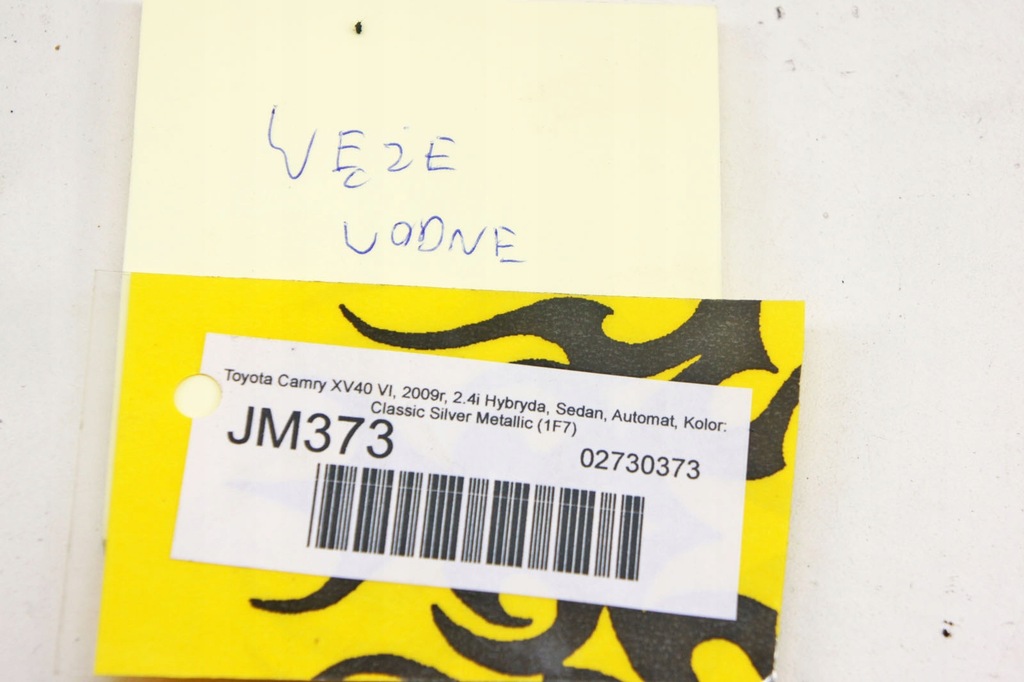 WĘŻE
WODNE
Toyota Camry XV40 VI, 2009r, 2.4i Hybryda, Sedan, Automat, Kolor:
Classic Silver Metallic (1F7)
JM373
02730373